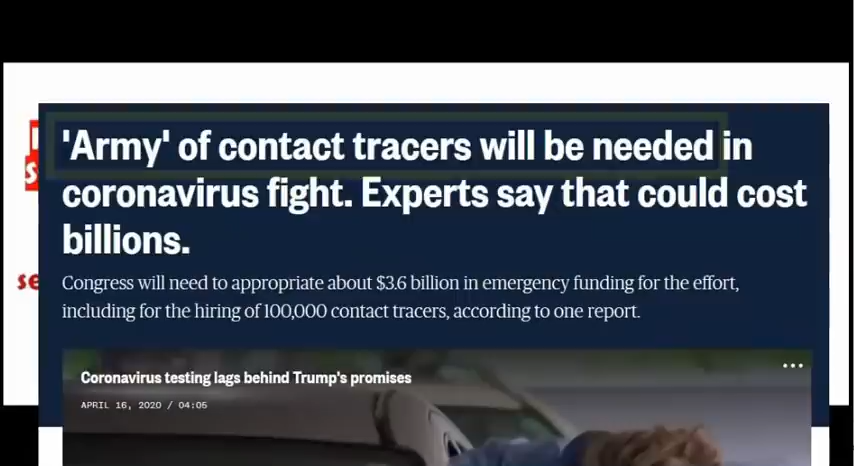 'Army' of contact tracers will be needed in
coronavirus fight. Experts say that could cost
billions.
se
Congress will need to appropriate about $3.6 billion in emergency funding for the effort,
including for the hiring of 100,000 contact tracers, according to one report.
Coronavirus testing lags behind Trump's promises
APRIL 16, 2020 / 04:05